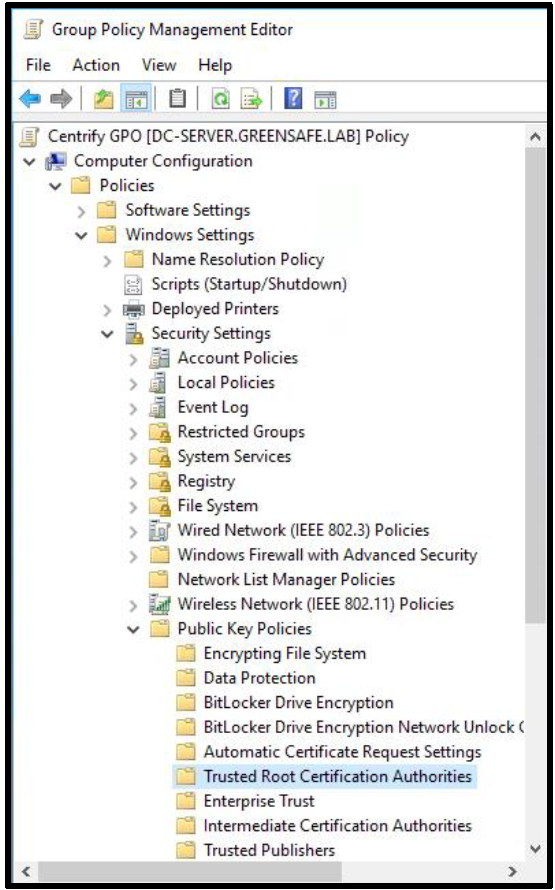 Group Policy Management Editor
File Action View Help
Centrify GPO [DC-SERVER.GREENSAFE.LAB] Policy
Computer Configuration
Policies
Software Settings
Windows Settings
Name Resolution Policy
Scripts (Startup/Shutdown)
Deployed Printers
Security Settings
Account Policies
Local Policies
Event Log
Restricted Groups
System Services
Registry
File System
Wired Network (IEEE 802.3) Policies
Windows Firewall with Advanced Security
Network List Manager Policies
Wireless Network (IEEE 802.11) Policies
Public Key Policies
Encrypting File System
Data Protection
BitLocker Drive Encryption
BitLocker Drive Encryption Network Unlock
Automatic Certificate Request Settings
Trusted Root Certification Authorities
Enterprise Trust
Intermediate Certification Authorities
Trusted Publishers